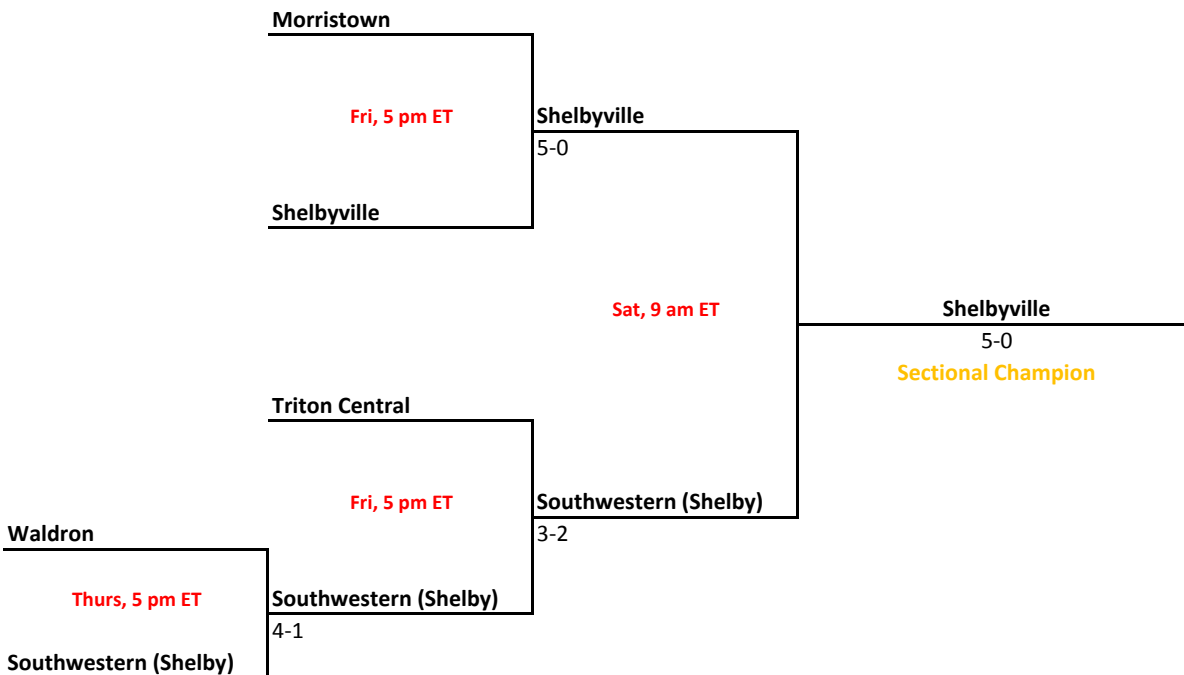 Morristown
Fri, 5 pm ET
Shelbyville
5-0
Shelbyville
Sat, 9 am ET
Shelbyville
5-0
Sectional Champion
Triton Central
Fri, 5 pm ET
Southwestern (Shelby)
3-2
Waldron
Thurs, 5 pm ET
Southwestern (Shelby)
4-1
Southwestern (Shelby)